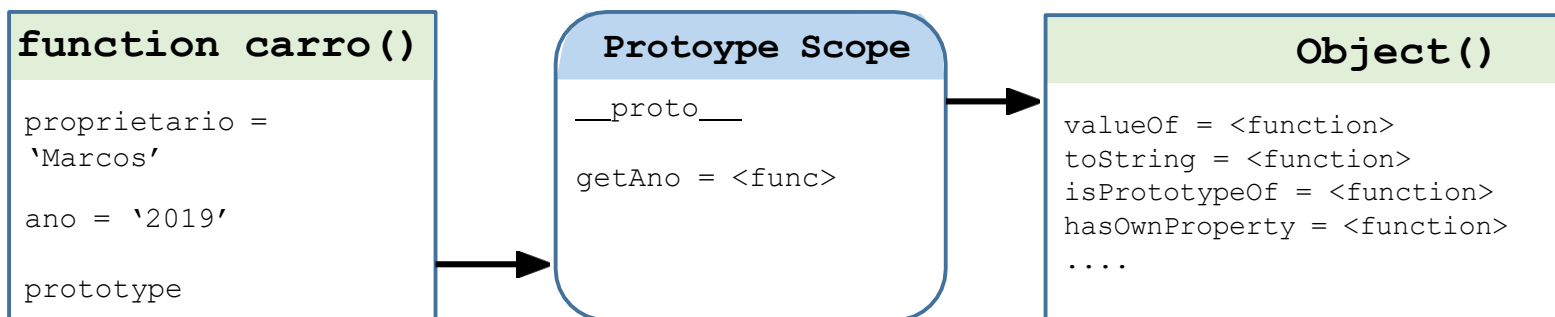 function carro()
proprietario =
‘Marcos’
ano = ‘2019’
prototype
Protoype Scope
__proto__
getAno = <func>
Object()
valueOf = <function>
toString = <function>
isPrototypeOf = <function>
hasOwnProperty = <function>
....